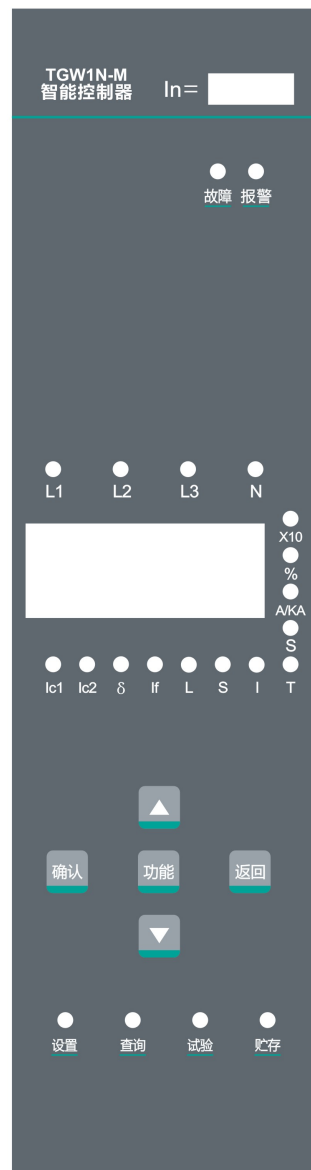 TGW1N-M
智能控制器
In=
故障 报警
L1 L2 L3 N
X10
%
A/KA
S
Ic1 Ic2 δ If L S I T
确认 功能 返回
设置 查询 试验 贮存